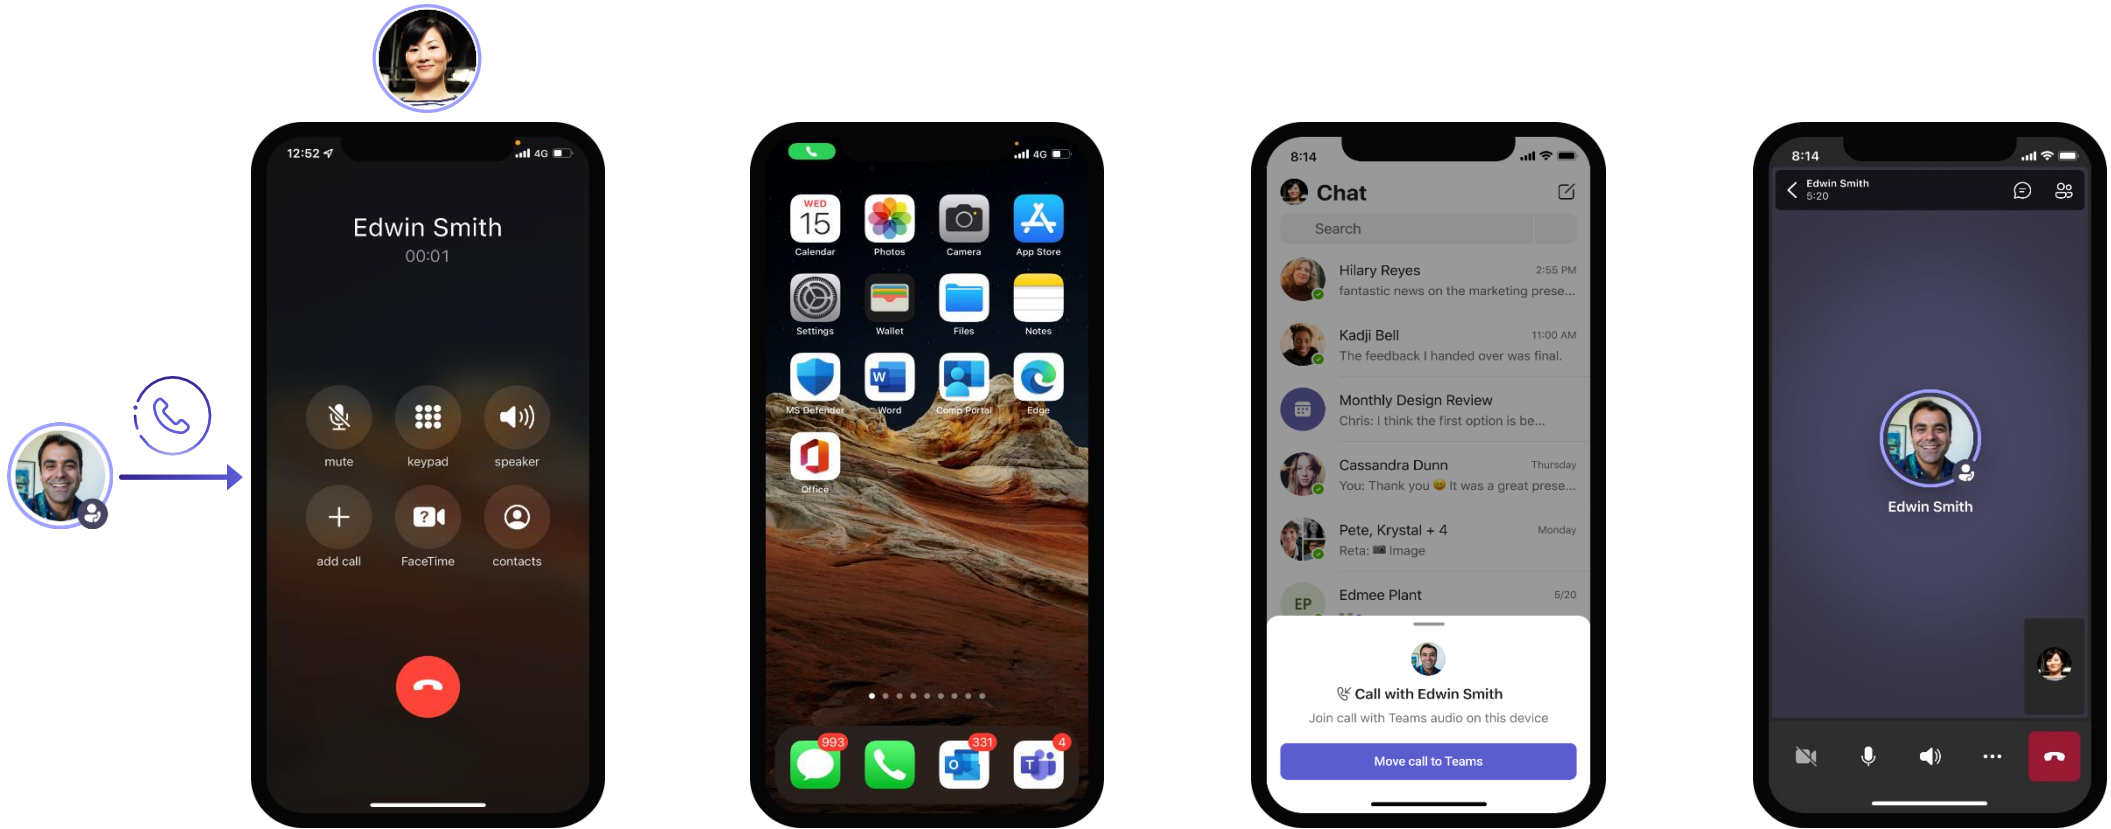 12:52
4G
Edwin Smith
00:01
mute
keypad
speaker
add call
FaceTime
contacts
4G
WED
15
Calendar
Photos
Camera
App Store
Settings
Wallet
Files
Notes
W
MS Defender
Word
Comp Portal
Edge
Office
993
331
4
O
T
8:14
Chat
Search
Hilary Reyes
2:55 PM
fantastic news on the marketing prese...
Kadji Bell
11:00 AM
The feedback I handed over was final.
Monthly Design Review
Chris: I think the first option is be...
Cassandra Dunn
Thursday
You: Thank you 😀 It was a great prese...
Pete, Krystal + 4
Monday
Reta: 📷 Image
EP
Edmee Plant
5/20
Call with Edwin Smith
Join call with Teams audio on this device
Move call to Teams
8:14
Edwin Smith
5:20
Edwin Smith